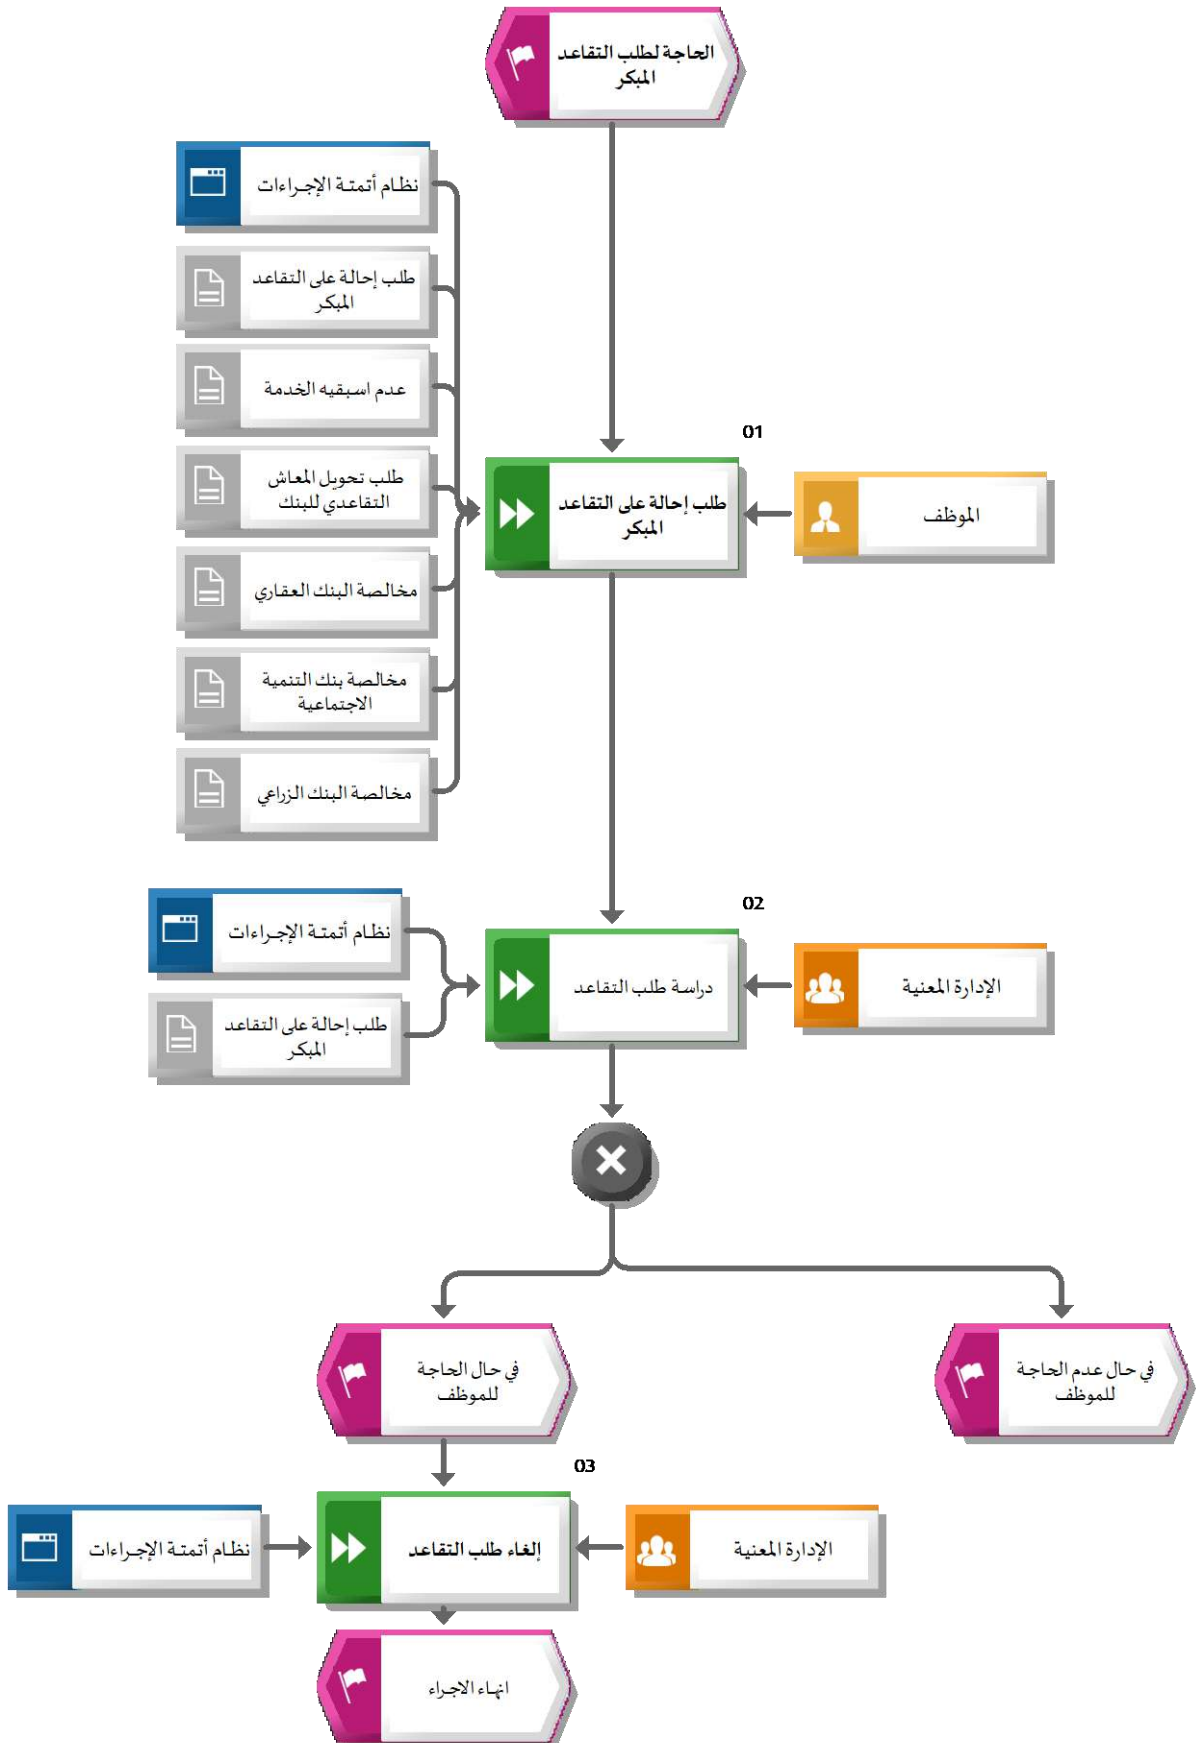 الحاجة لطلب التقاعد
المبكر
نظام أتمتة الإجراءات
طلب إحالة على التقاعد
المبكر
عدم اسبقيه الخدمة
طلب تحويل المعاش
التقاعدي للبنك
مخالصة البنك العقاري
مخالصة بنك التنمية
الاجتماعية
مخالصة البنك الزراعي
01
الموظف
طلب إحالة على التقاعد
المبكر
02
الإدارة المعنية
دراسة طلب التقاعد
نظام أتمتة الإجراءات
طلب إحالة على التقاعد
المبكر
في حال عدم الحاجة
للموظف
في حال الحاجة
للموظف
03
الإدارة المعنية
إلغاء طلب التقاعد
نظام أتمتة الإجراءات
انهاء الاجراء